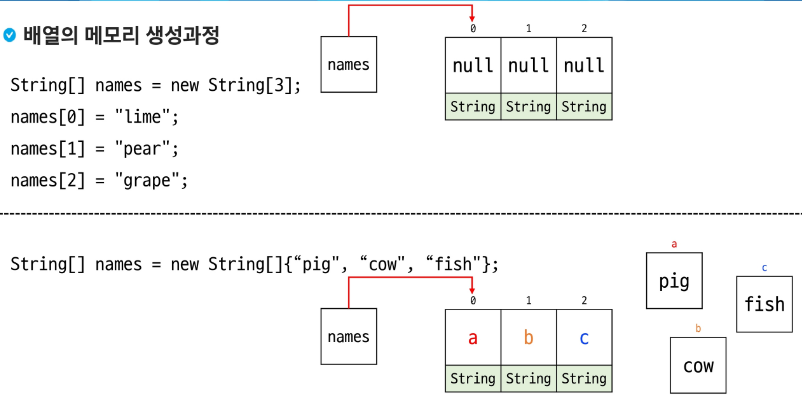 배열의 메모리 생성과정
String[] names = new String[3];
names[0] = "lime";
names[1] = "pear";
names[2] = "grape";
names
0 1 2
null null null
String String String
String[] names = new String[]{“pig", “cow", “fish"};
names
0 1 2
a b c
String String String
a
pig
c
fish
b
cow